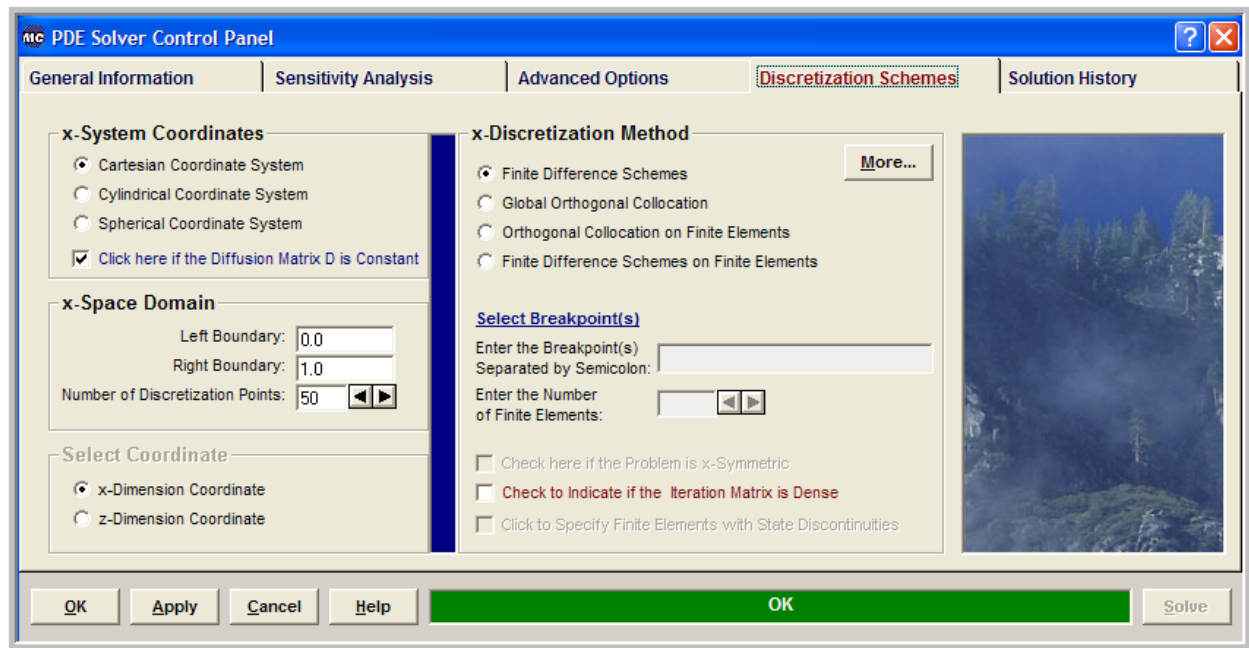 MC PDE Solver Control Panel
General Information
Sensitivity Analysis
Advanced Options
Discretization Schemes
Solution History
x-System Coordinates
Cartesian Coordinate System
Cylindrical Coordinate System
Spherical Coordinate System
Click here if the Diffusion Matrix D is Constant
x-Space Domain
Left Boundary: 0.0
Right Boundary: 1.0
Number of Discretization Points: 50
Select Coordinate
x-Dimension Coordinate
z-Dimension Coordinate
x-Discretization Method
More...
Finite Difference Schemes
Global Orthogonal Collocation
Orthogonal Collocation on Finite Elements
Finite Difference Schemes on Finite Elements
Select Breakpoint(s)
Enter the Breakpoint(s)
Separated by Semicolon:
Enter the Number
of Finite Elements:
Check here if the Problem is x-Symmetric
Check to Indicate if the Iteration Matrix is Dense
Click to Specify Finite Elements with State Discontinuities
OK
Apply
Cancel
Help
OK
Solve